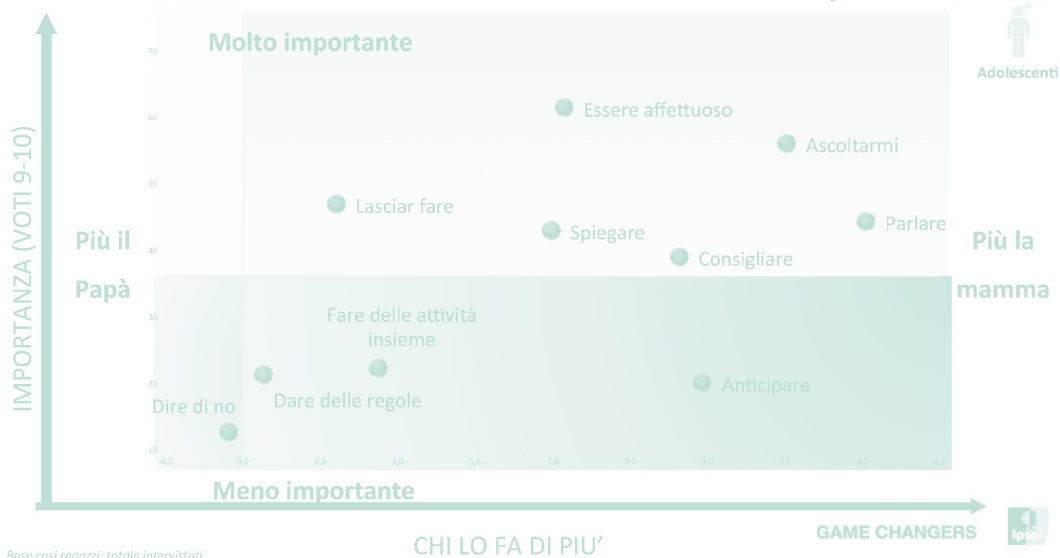 Molto importante
Adolescenti
70
60
50
40
30
20
10
IMPORTANZA (VOTI 9-10)
Essere affettuoso
Ascoltarmi
Lasciar fare
Spiegare
Parlare
Consigliare
Più il
Papà
Più la
mamma
Fare delle attività
insieme
Anticipare
Dare delle regole
Dire di no
-0,5 0,0 0,5 1,0 1,5 2,0 2,5 3,0 3,5 4,0 4,5
Meno importante
GAME CHANGERS
Ipsos
CHI LO FA DI PIU'
Base casi ragazzi: totale intervistati